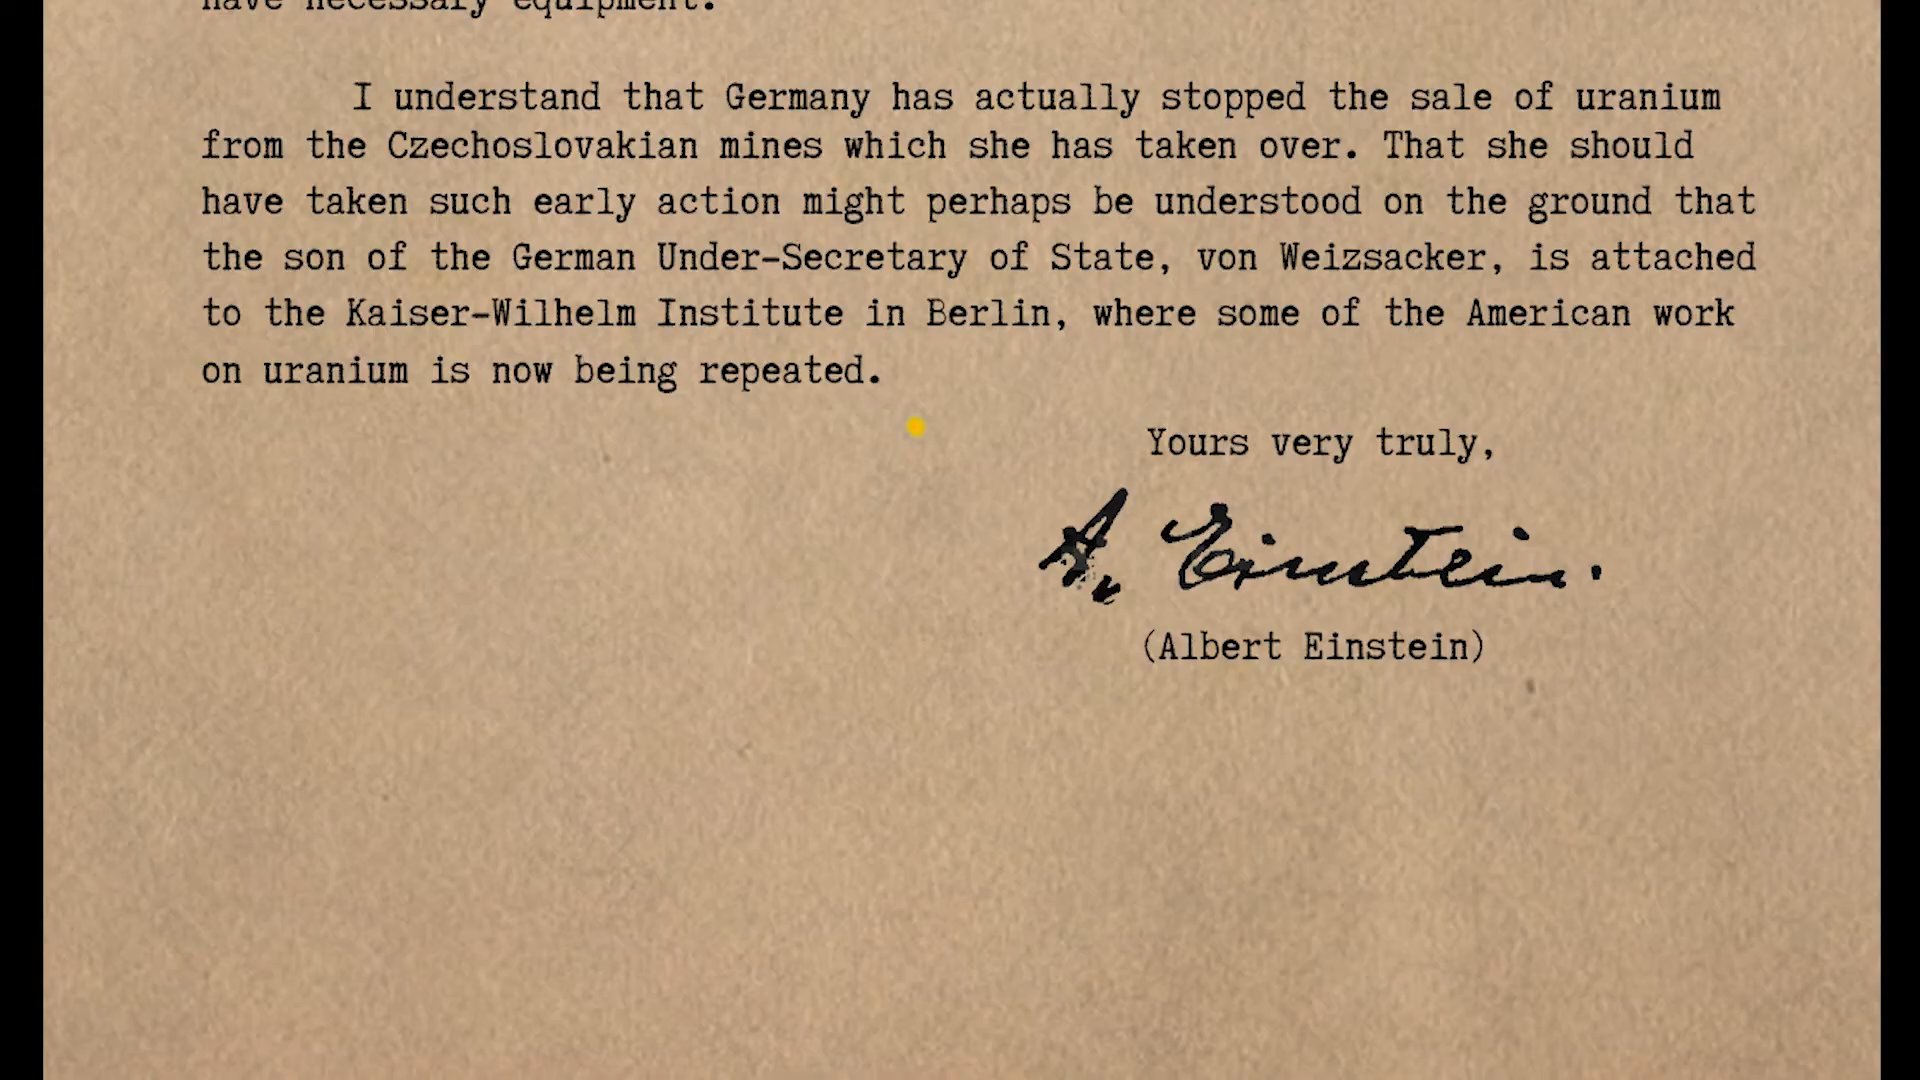 have necessary equipment.
I understand that Germany has actually stopped the sale of uranium
from the Czechoslovakian mines which she has taken over. That she should
have taken such early action might perhaps be understood on the ground that
the son of the German Under-Secretary of State, von Weizsacker, is attached
to the Kaiser-Wilhelm Institute in Berlin, where some of the American work
on uranium is now being repeated.
Yours very truly,
A. Einstein.
(Albert Einstein)